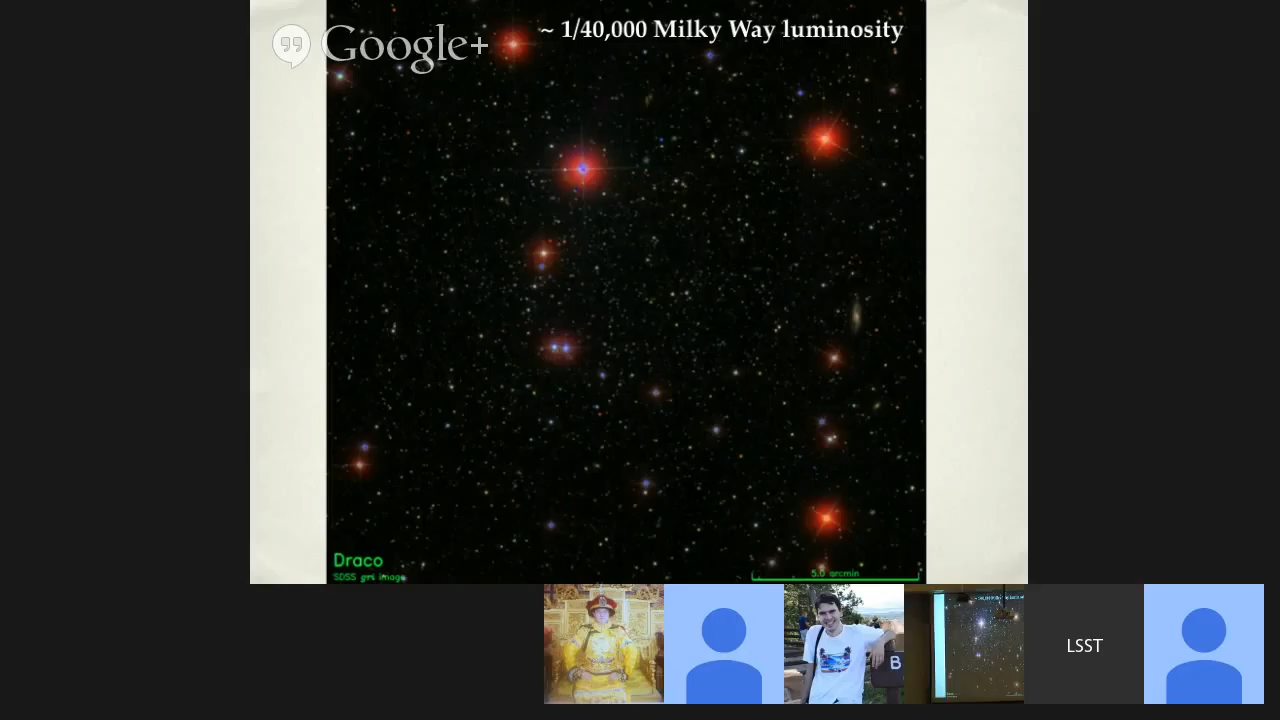 Google+
~ 1/40,000 Milky Way luminosity
Draco
SDSS gri image
5.0 arcmin
B
LSST